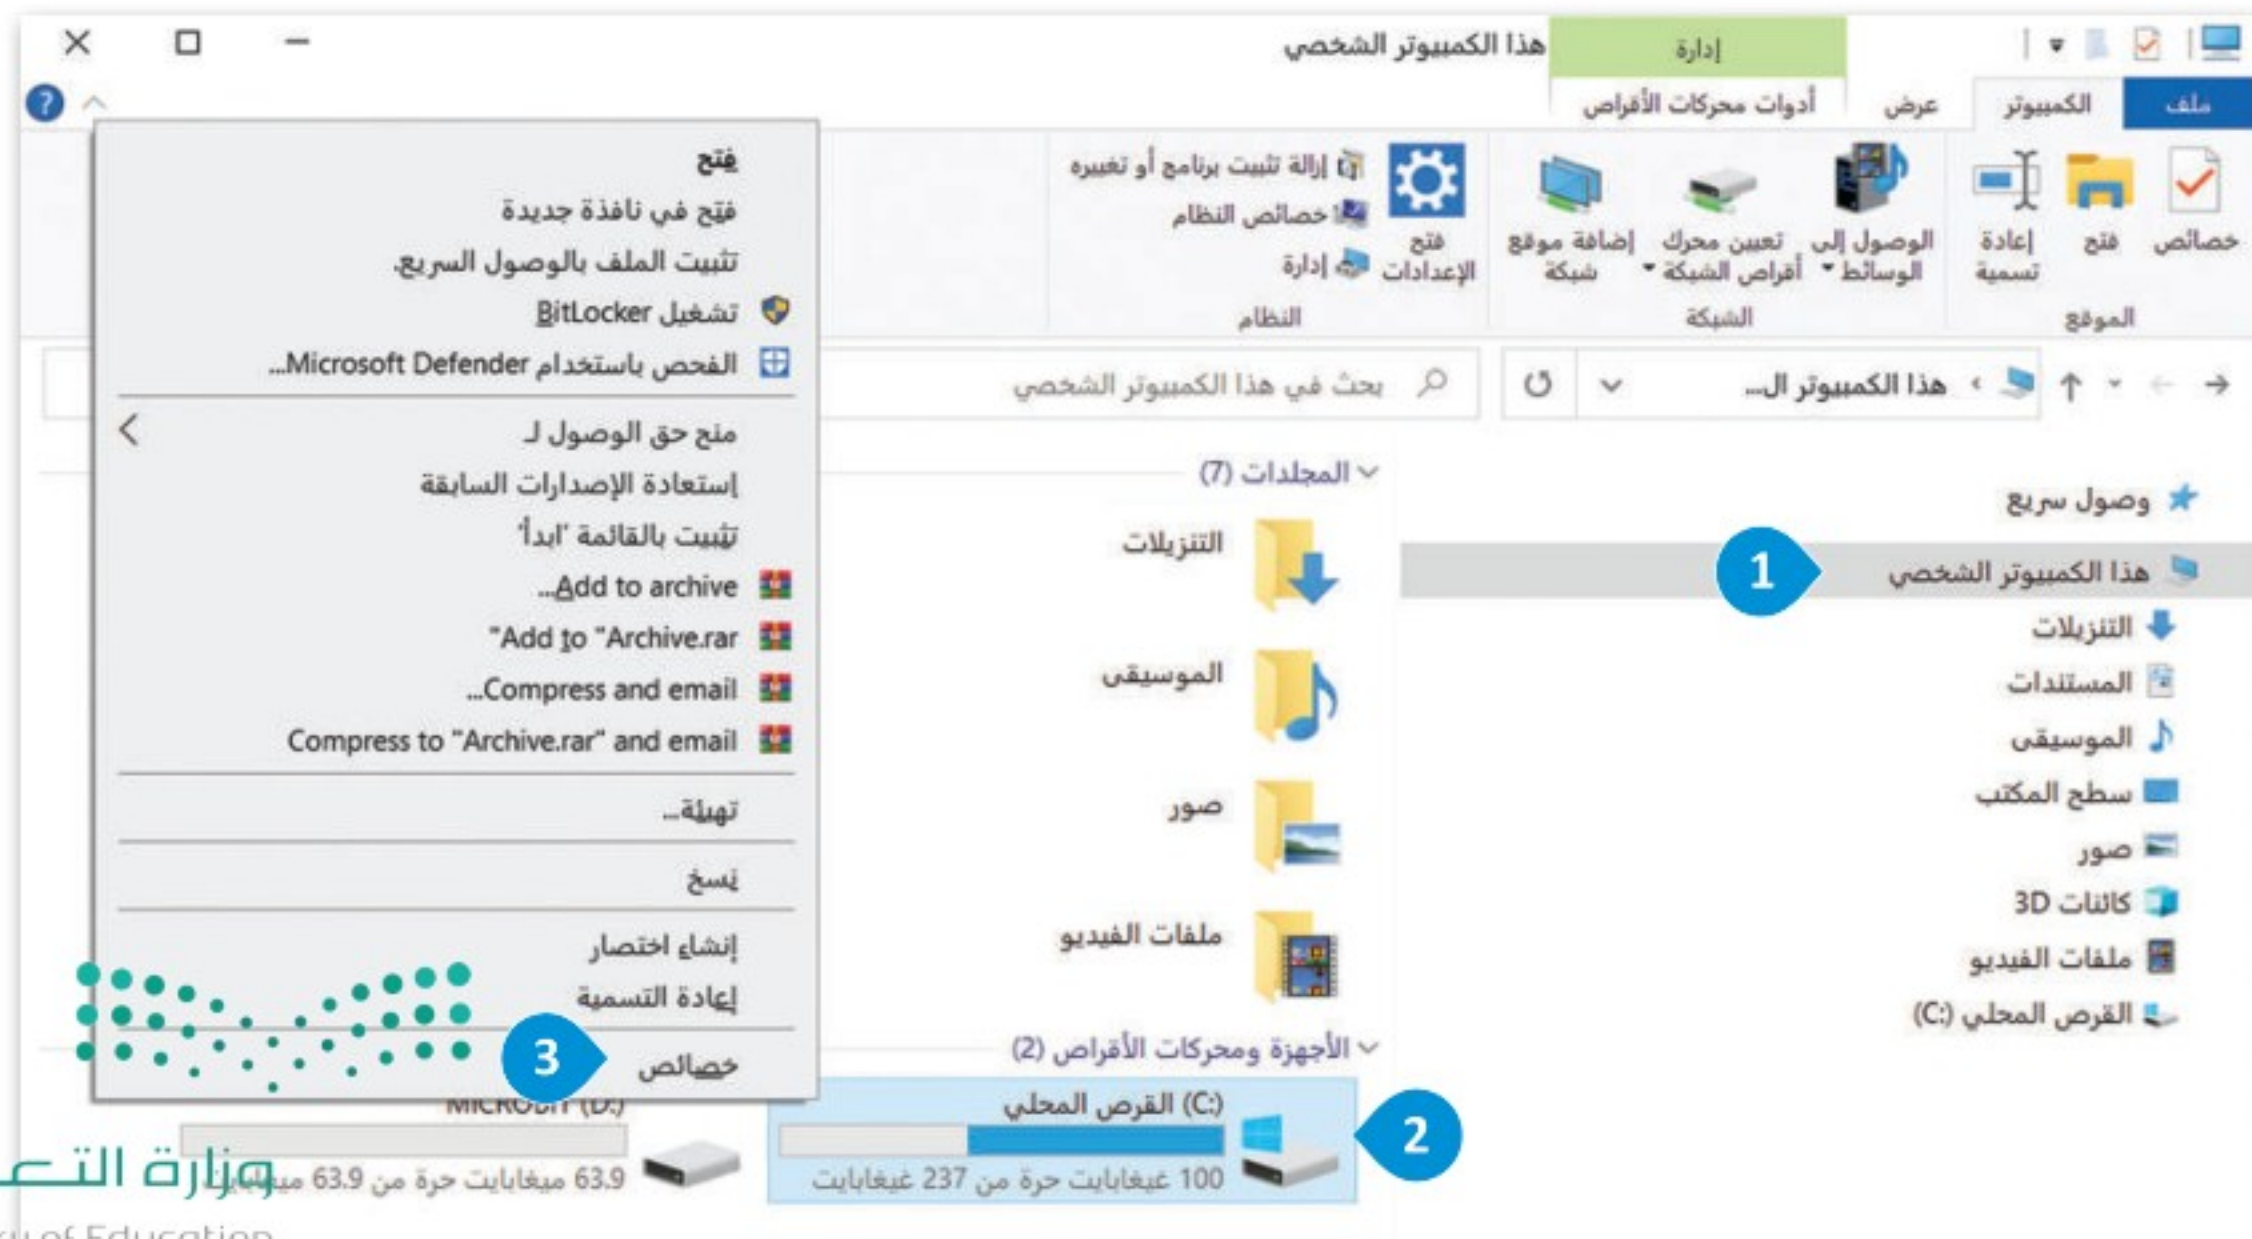 هذا الكمبيوتر الشخصي
إدارة
ملف
الكمبيوتر
عرض
أدوات محركات الأقراص
?
خصائص
فتح
إعادة تسمية
الموقع
الوصول إلى الوسائط
تعيين محرك أقراص الشبكة
إضافة موقع شبكة
الشبكة
فتح الإعدادات
إزالة تثبيت برنامج أو تغييره
خصائص النظام
إدارة
النظام
هذا الكمبيوتر ال...
بحث في هذا الكمبيوتر الشخصي
وصول سريع
هذا الكمبيوتر الشخصي
1
التنزيلات
المستندات
الموسيقى
سطح المكتب
صور
كائنات 3D
ملفات الفيديو
القرص المحلي (C:)
المجلدات (7)
التنزيلات
الموسيقى
صور
ملفات الفيديو
الأجهزة ومحركات الأقراص (2)
(C:) القرص المحلي
100 غيغابايت حرة من 237 غيغابايت
2
MICROBIT (D:)
63.9 ميغابايت حرة من 63.9 ميغابايت
فتح
فتح في نافذة جديدة
تثبيت الملف بالوصول السريع.
تشغيل BitLocker
الفحص باستخدام Microsoft Defender...
منح حق الوصول لـ
إستعادة الإصدارات السابقة
تثبيت بالقائمة 'ابدأ'
Add to archive...
Add to "Archive.rar"
Compress and email...
Compress to "Archive.rar" and email
تهيئة...
نسخ
إنشاء اختصار
إعادة التسمية
خصائص
3
وزارة التع
of Education